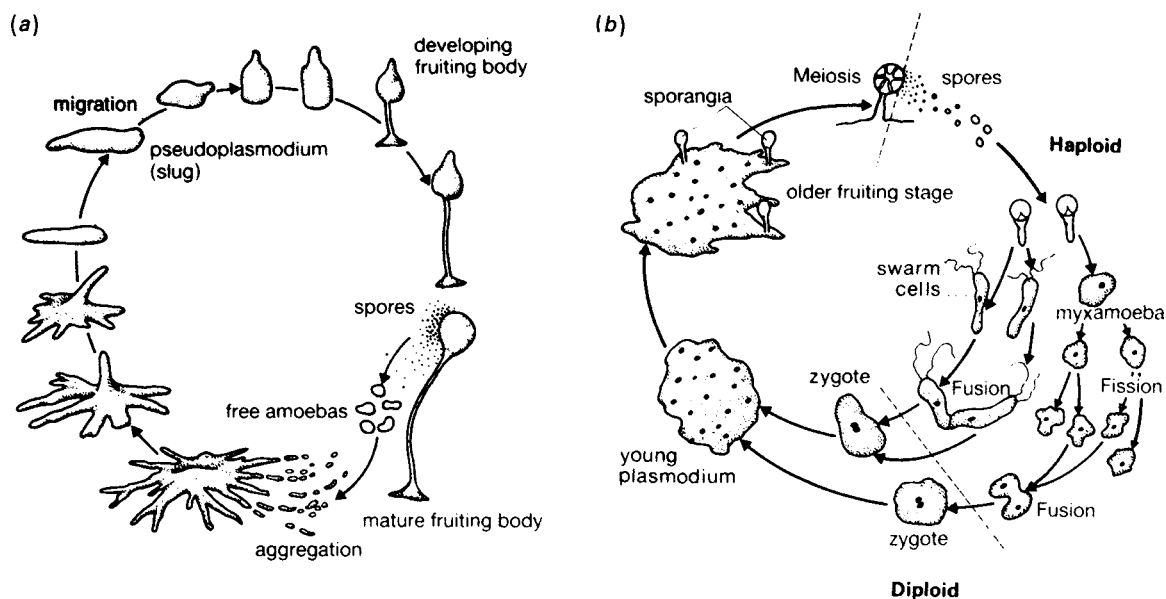 (a)
developing
fruiting body
migration
pseudoplasmodium
(slug)
spores
free amoebas
mature fruiting body
aggregation
(b)
Meiosis
spores
sporangia
Haploid
older fruiting stage
swarm
cells
myxamoeba
zygote
Fusion
Fission
young
plasmodium
Fusion
zygote
Diploid